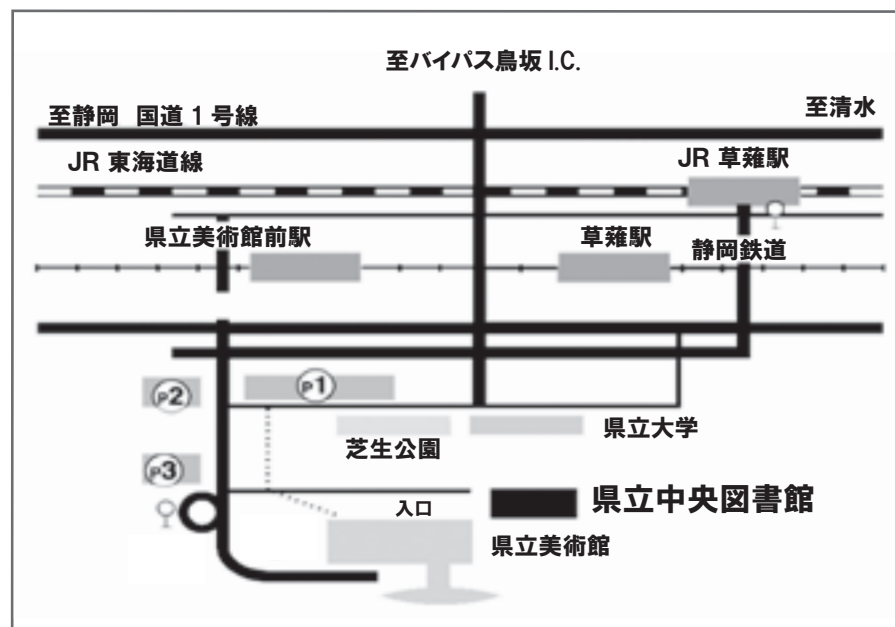 至バイパス鳥坂 I.C.
至静岡 国道 1 号線
至清水
JR 東海道線
JR 草薙駅
県立美術館前駅
草薙駅
静岡鉄道
P2
P1
県立大学
芝生公園
P3
入口
県立中央図書館
県立美術館